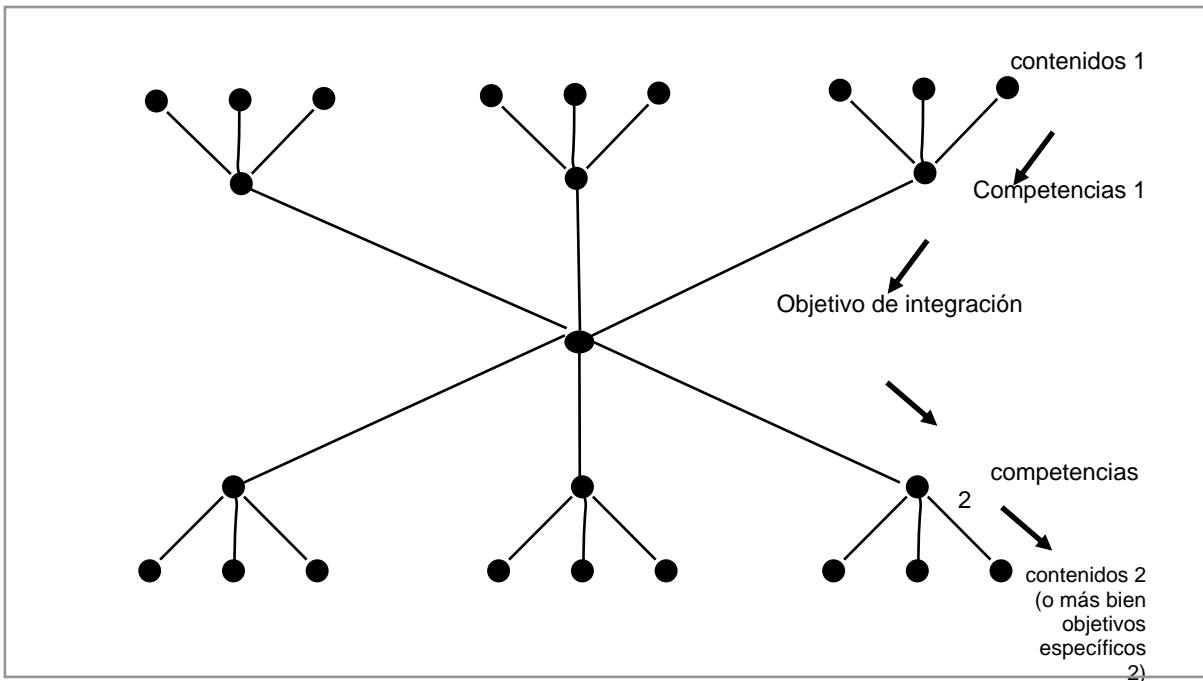 contenidos 1
Competencias 1
Objetivo de integración
competencias
2
contenidos 2
(o más bien
objetivos
específicos
2)